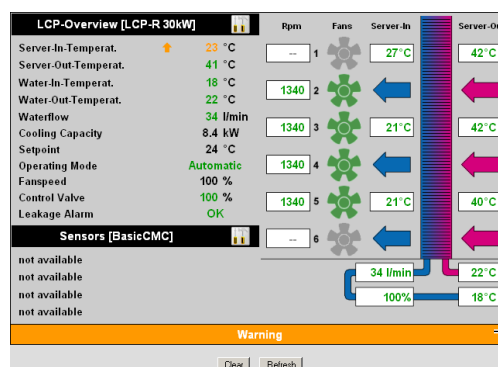 LCP-Overview [LCP-R 30kW]
Rpm Fans Server-In Server-Ou
Server-In-Temperat. 23 °C
Server-Out-Temperat. 41 °C
Water-In-Temperat. 18 °C
Water-Out-Temperat. 22 °C
Waterflow 34 l/min
Cooling Capacity 8.4 kW
Setpoint 24 °C
Operating Mode Automatic
Fanspeed 100 %
Control Valve 100 %
Leakage Alarm OK
-- 1 27°C 42°C
1340 2
1340 3 21°C 42°C
1340 4
1340 5 21°C 40°C
-- 6
Sensors [BasicCMC]
not available
not available
not available
not available
34 l/min 22°C
100% 18°C
Warning
Clear Refresh